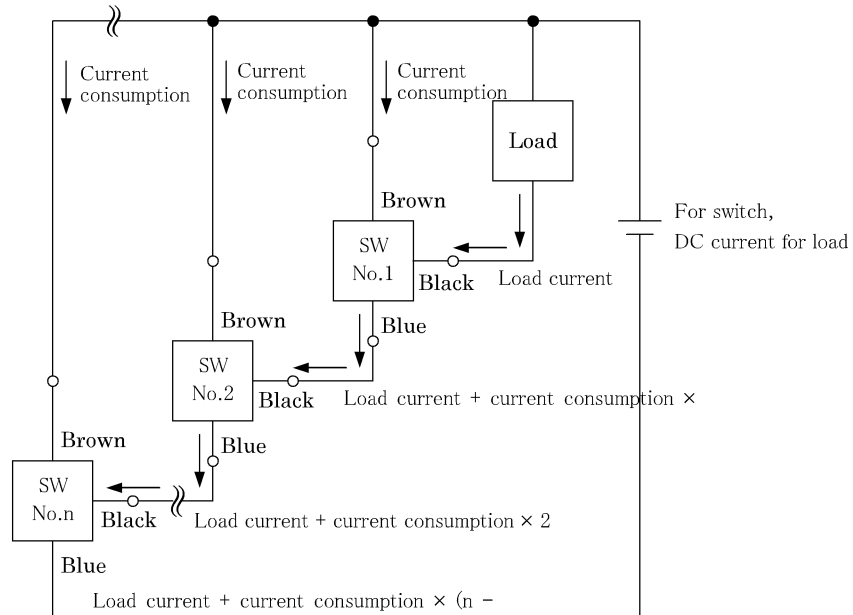 Current
consumption
Current
consumption
Current
consumption
Load
Brown
For switch,
DC current for load
SW
No.1
Black
Load current
Brown
Blue
SW
No.2
Black
Load current + current consumption ×
Brown
Blue
SW
No.n
Black
Load current + current consumption × 2
Blue
Load current + current consumption × (n −